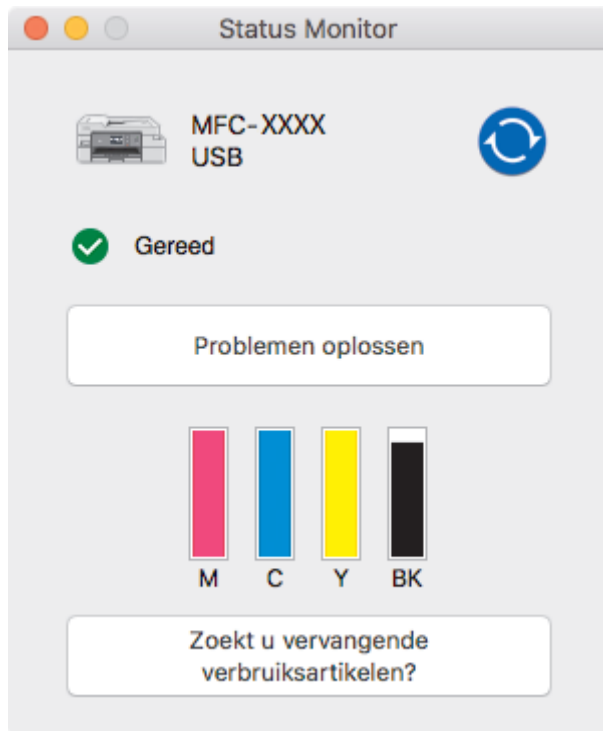 Status Monitor
MFC-XXXX
USB
Gereed
Problemen oplossen
M C Y BK
Zoekt u vervangende
verbruiksartikelen?